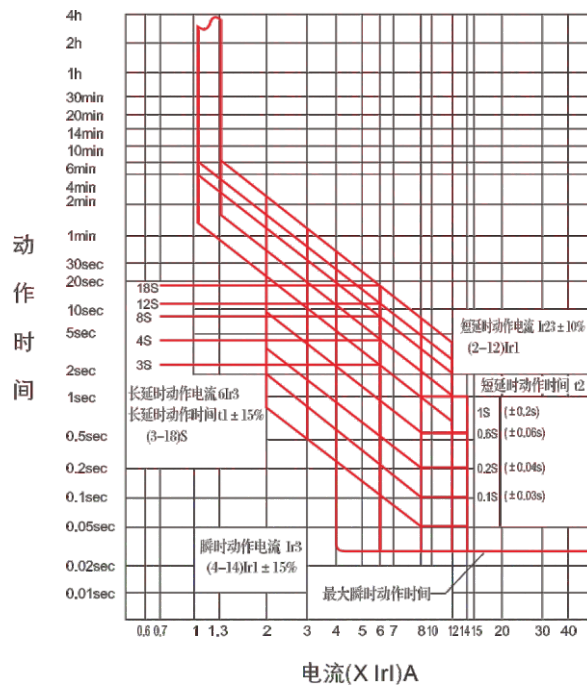 4h
2h
1h
30min
20min
14min
10min
6min
4min
2min
1min
30sec
20sec
10sec
5sec
2sec
1sec
0.5sec
0.2sec
0.1sec
0.05sec
0.02sec
0.01sec
动作时间
18S
12S
8S
4S
3S
短延时动作电流 Ir23±10%
(2-12)Ir1
短延时动作时间 t2
1S (±0.2s)
0.6S (±0.06s)
0.2S (±0.04s)
0.1S (±0.03s)
长延时动作电流 6Ir3
长延时动作时间t1±15%
(3-18)S
瞬时动作电流 Ir3
(4-14)Ir1±15%
最大瞬时动作时间
0.6 0.7 1 1.3 2 3 4 5 6 7 8 10 12 14 15 20 30 40
电流(X Irl)A